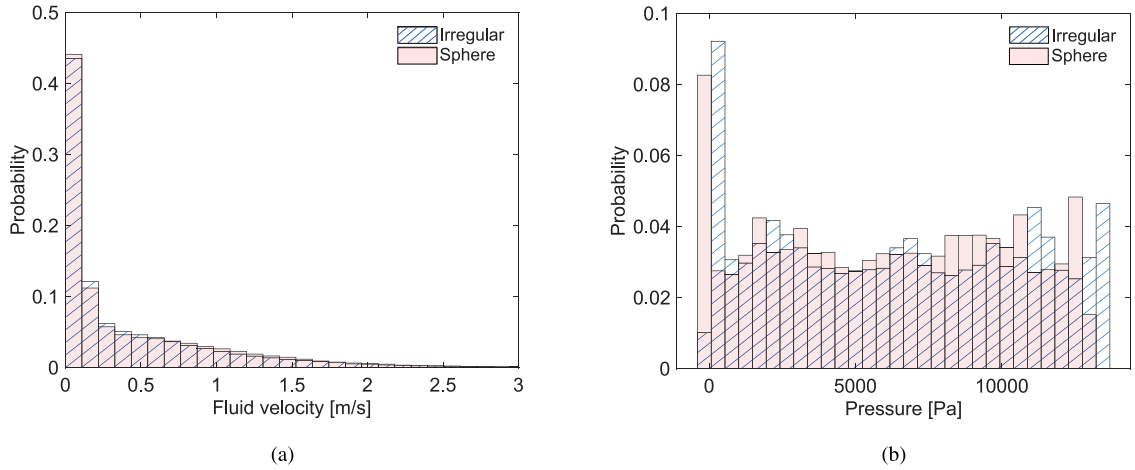 0.5
0.4
0.3
0.2
0.1
0
Probability
Irregular
Sphere
0 0.5 1 1.5 2 2.5 3
Fluid velocity [m/s]
(a)
0.1
0.08
0.06
0.04
0.02
0
Probability
Irregular
Sphere
0 5000 10000
Pressure [Pa]
(b)